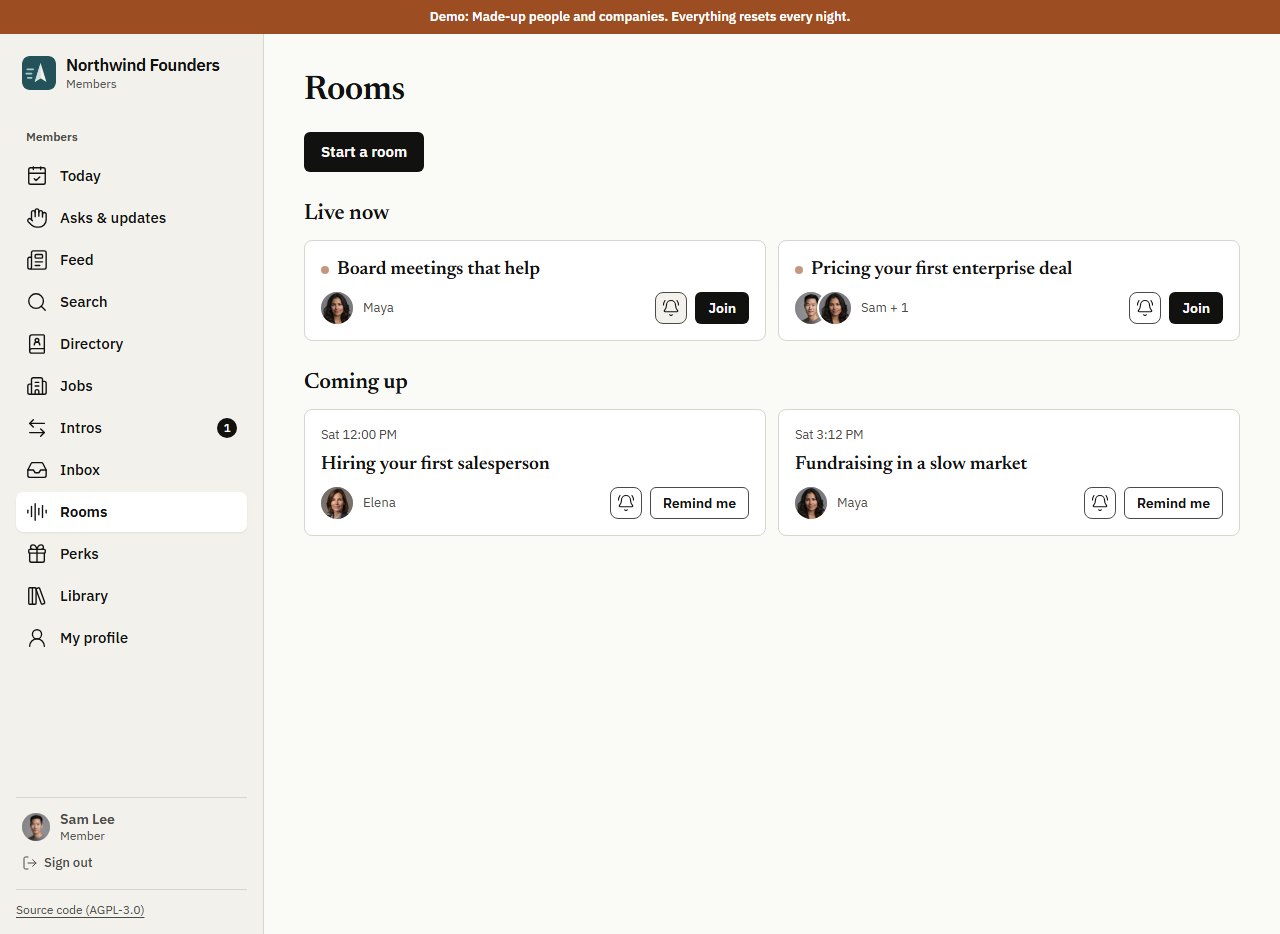 Demo: Made-up people and companies. Everything resets every night.
Northwind Founders
Members
Members
Today
Asks & updates
Feed
Search
Directory
Jobs
Intros
1
Inbox
Rooms
Perks
Library
My profile
Sam Lee
Member
Sign out
Source code (AGPL-3.0)
Rooms
Start a room
Live now
Board meetings that help
Maya
Join
Pricing your first enterprise deal
Sam + 1
Join
Coming up
Sat 12:00 PM
Hiring your first salesperson
Elena
Remind me
Sat 3:12 PM
Fundraising in a slow market
Maya
Remind me